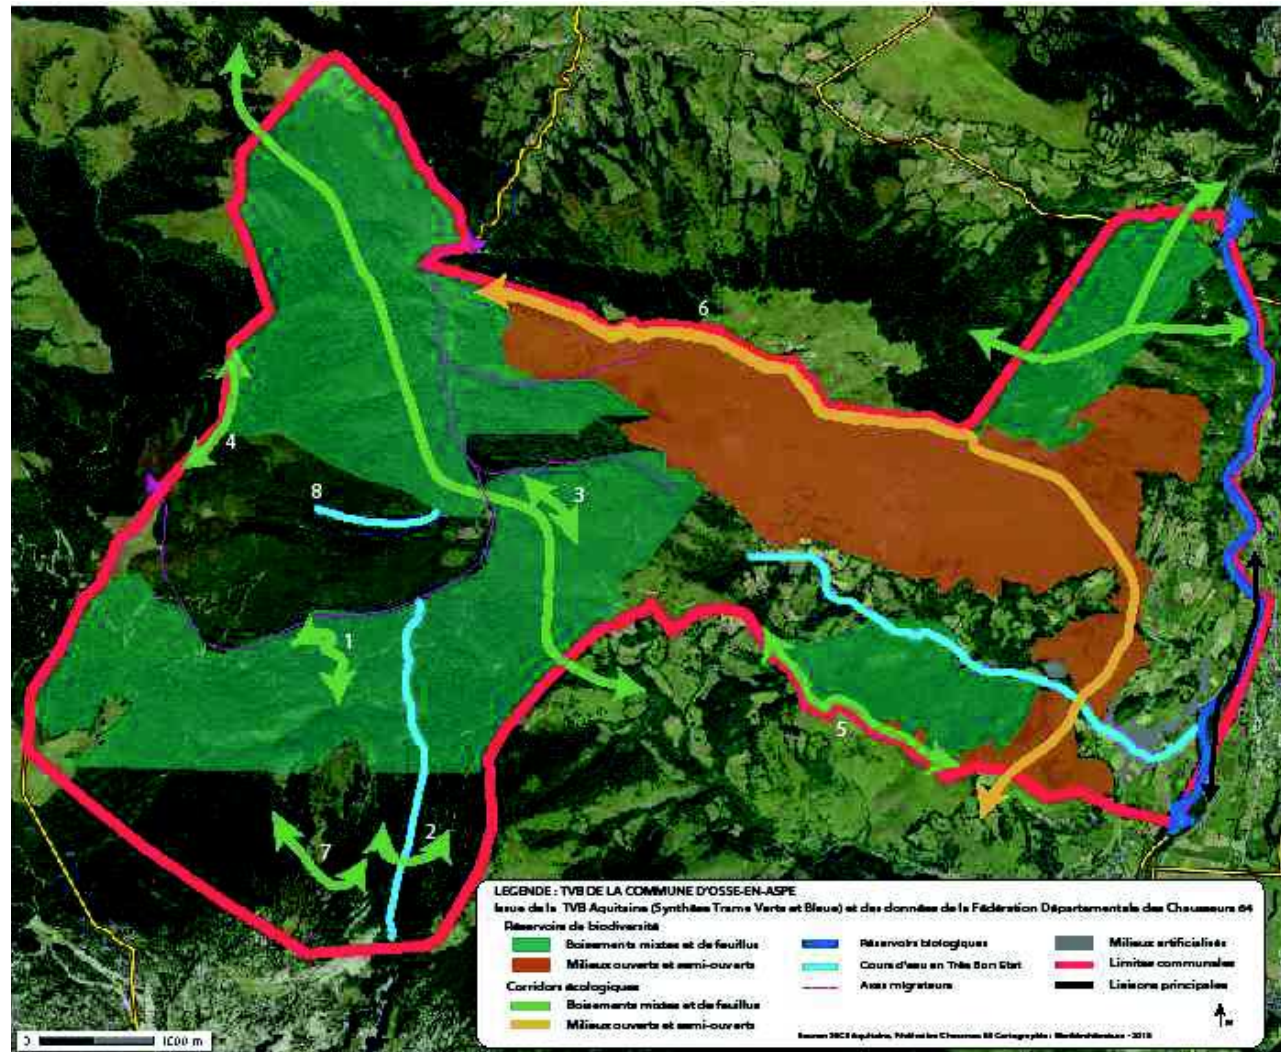 6
4
8
3
1
5
2
7
LEGENDE : TVB DE LA COMMUNE D'OSSE-EN-ASPE
Issue de la TVB Aquitaine (Synthèse Trame Verte et Bleue) et des données de la Fédération Départementale des Chasseurs 64
Réservoirs de biodiversité
Boisements mixtes et de feuillus
Milieux ouverts et semi-ouverts
Corridors écologiques
Boisements mixtes et de feuillus
Milieux ouverts et semi-ouverts
Réservoirs biologiques
Cours d'eau en Très Bon Etat
Axes migrateurs
Milieux artificialisés
Limites communales
Liaisons principales
N
0 1000 m